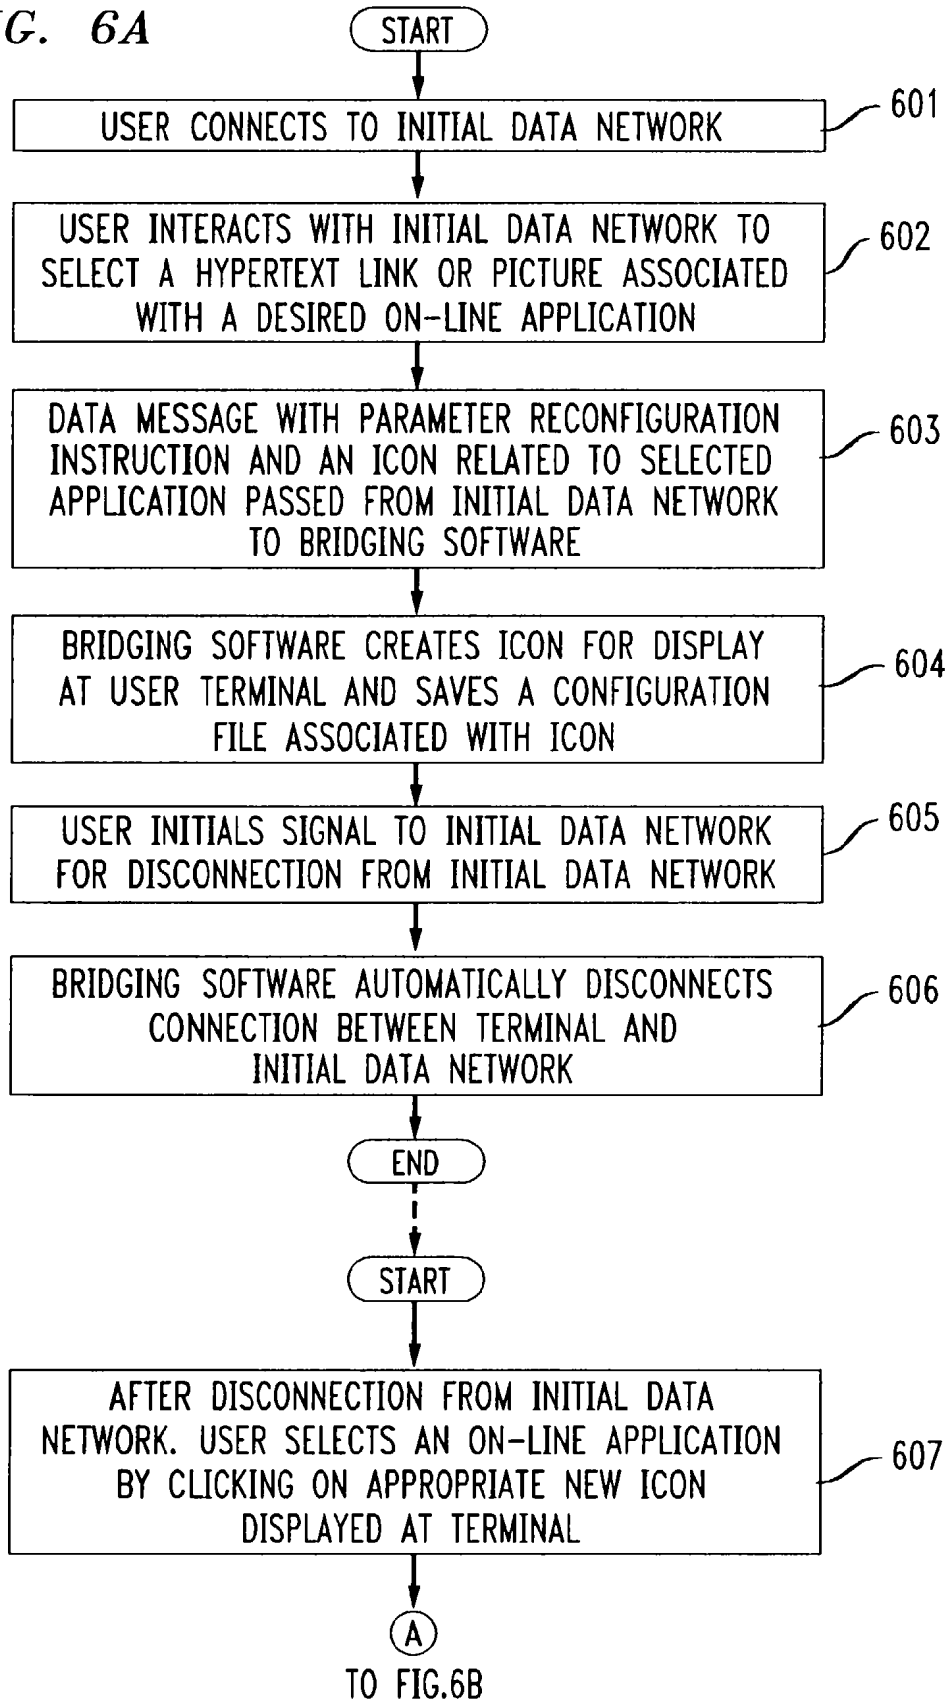 G. 6A
START
USER CONNECTS TO INITIAL DATA NETWORK
601
USER INTERACTS WITH INITIAL DATA NETWORK TO
SELECT A HYPERTEXT LINK OR PICTURE ASSOCIATED
WITH A DESIRED ON-LINE APPLICATION
602
DATA MESSAGE WITH PARAMETER RECONFIGURATION
INSTRUCTION AND AN ICON RELATED TO SELECTED
APPLICATION PASSED FROM INITIAL DATA NETWORK
TO BRIDGING SOFTWARE
603
BRIDGING SOFTWARE CREATES ICON FOR DISPLAY
AT USER TERMINAL AND SAVES A CONFIGURATION
FILE ASSOCIATED WITH ICON
604
USER INITIALS SIGNAL TO INITIAL DATA NETWORK
FOR DISCONNECTION FROM INITIAL DATA NETWORK
605
BRIDGING SOFTWARE AUTOMATICALLY DISCONNECTS
CONNECTION BETWEEN TERMINAL AND
INITIAL DATA NETWORK
606
END
START
AFTER DISCONNECTION FROM INITIAL DATA
NETWORK. USER SELECTS AN ON-LINE APPLICATION
BY CLICKING ON APPROPRIATE NEW ICON
DISPLAYED AT TERMINAL
607
A
TO FIG.6B